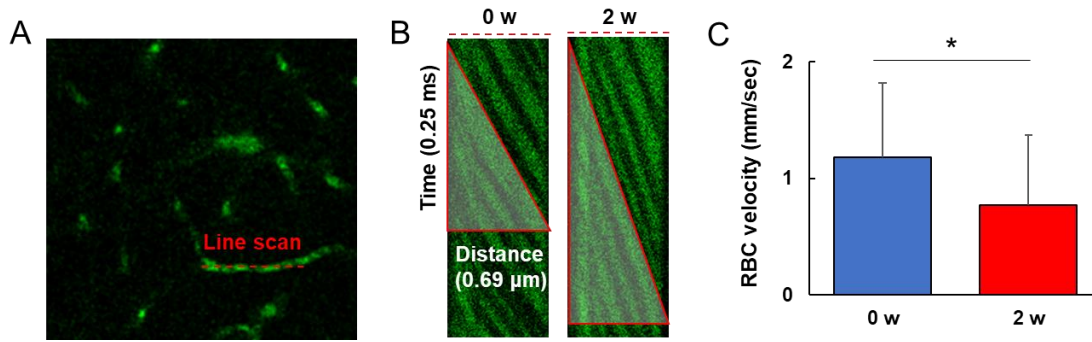 A
Line scan
B
0 w
2 w
Time (0.25 ms)
Distance
(0.69 µm)
C
*
RBC velocity (mm/sec)
2
1
0
0 w
2 w